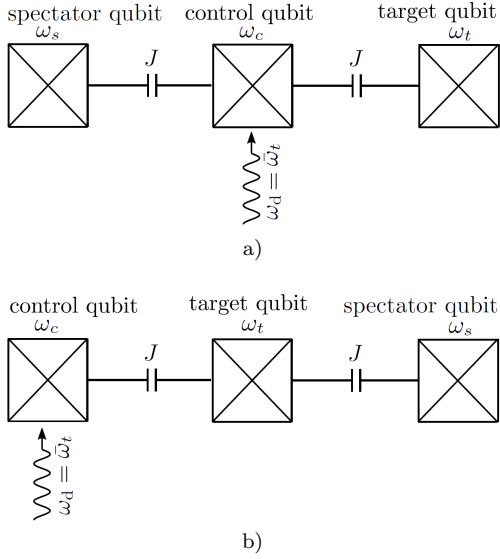 spectator qubit control qubit target qubit
ω_s ω_c ω_t
J J
ω_d = ω̄_t
a)
control qubit target qubit spectator qubit
ω_c ω_t ω_s
J J
ω_d = ω̄_t
b)